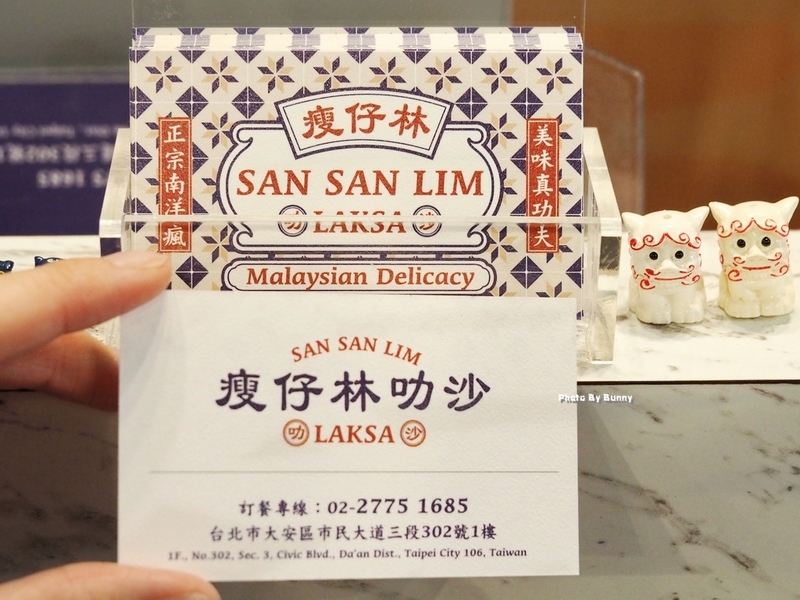 瘦仔林
SAN SAN LIM
叻 LAKSA 沙
Malaysian Delicacy
正宗南洋瘋
美味真功夫
SAN SAN LIM
瘦仔林叻沙
叻 LAKSA 沙
訂餐專線：02-2775 1685
台北市大安區市民大道三段302號1樓
1F., No.302, Sec. 3, Civic Blvd., Da'an Dist., Taipei City 106, Taiwan
Photo By Bunny